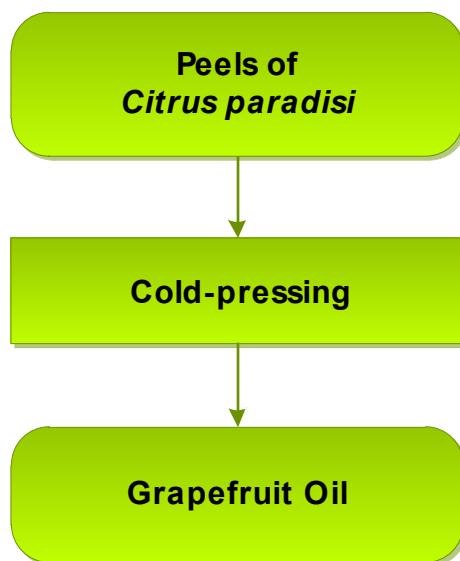 Peels of
Citrus paradisi
Cold-pressing
Grapefruit Oil